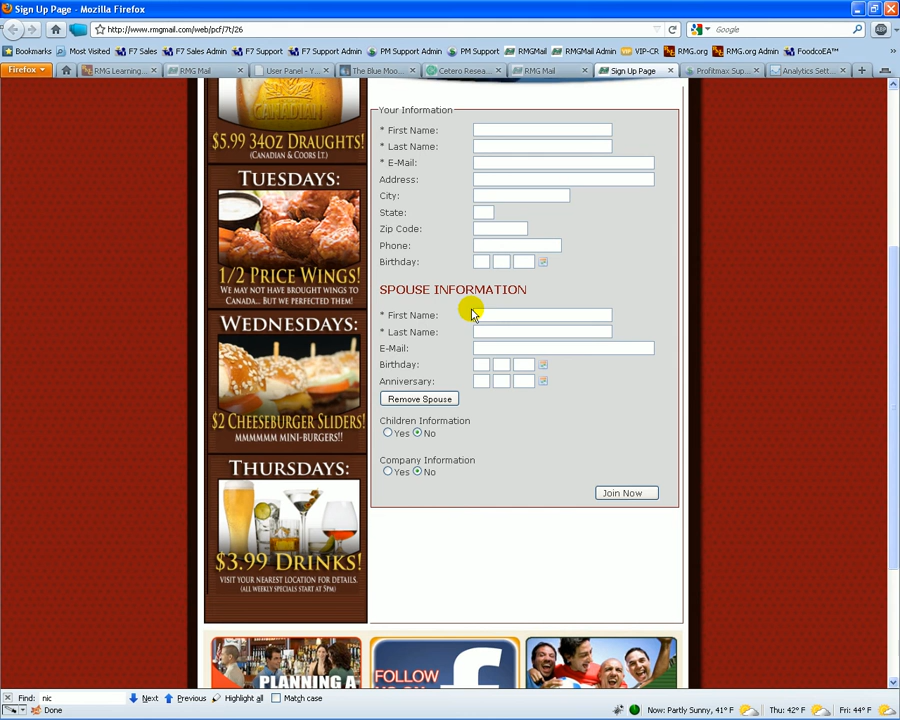 Sign Up Page - Mozilla Firefox
http://www.rmgmail.com/web/pcf/7t/26
Google
ABP
Bookmarks Most Visited F7 Sales F7 Sales Admin F7 Support F7 Support Admin PM Support Admin PM Support RMGMail RMGMail Admin VIP-CR RMG.org RMG.org Admin FoodcoEA™
Firefox RMG Learning... RMG Mail User Panel - Y... The Blue Moo... Cetero Resea... RMG Mail Sign Up Page Profitmax Sup... Analytics Sett...
CANADIAN
$5.99 34OZ DRAUGHTS!
(CANADIAN & COORS LT.)
TUESDAYS:
1/2 PRICE WINGS!
WE MAY NOT HAVE BROUGHT WINGS TO
CANADA... BUT WE PERFECTED THEM!
WEDNESDAYS:
$2 CHEESEBURGER SLIDERS!
MMMMMM MINI-BURGERS!!
THURSDAYS:
$3.99 DRINKS!
VISIT YOUR NEAREST LOCATION FOR DETAILS.
(ALL WEEKLY SPECIALS START AT 5PM)
Your Information
* First Name:
* Last Name:
* E-Mail:
Address:
City:
State:
Zip Code:
Phone:
Birthday:
SPOUSE INFORMATION
* First Name:
* Last Name:
E-Mail:
Birthday:
Anniversary:
Remove Spouse
Children Information
Yes No
Company Information
Yes No
Join Now
PLANNING A
FOLLOW
Find: nic Next Previous Highlight all Match case
Done
Now: Partly Sunny, 41° F Thu: 42° F Fri: 44° F